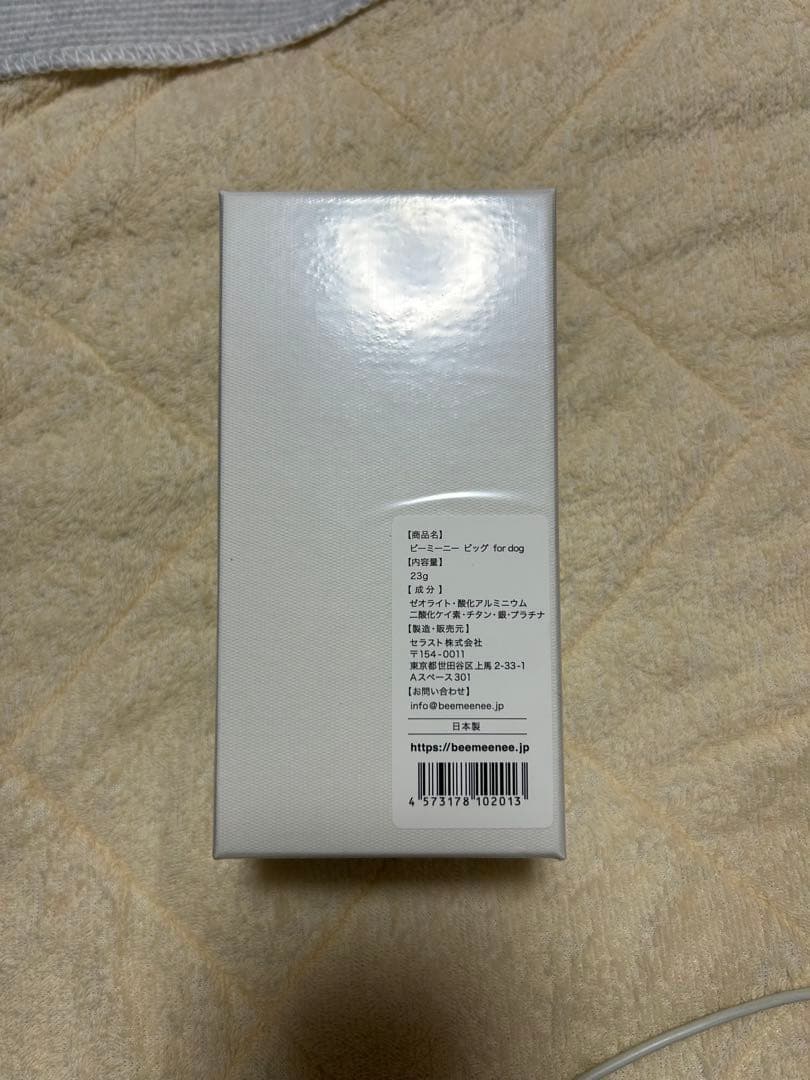 【商品名】
ビーミーニー ビッグ for dog
【内容量】
23g
【成分】
ゼオライト・酸化アルミニウム
二酸化ケイ素・チタン・銀・プラチナ
【製造・販売元】
セラスト株式会社
〒154-0011
東京都世田谷区上馬2-33-1
Aスペース301
【お問い合わせ】
info@beemeenee.jp
日本製
https://beemeenee.jp
4 573178 102013